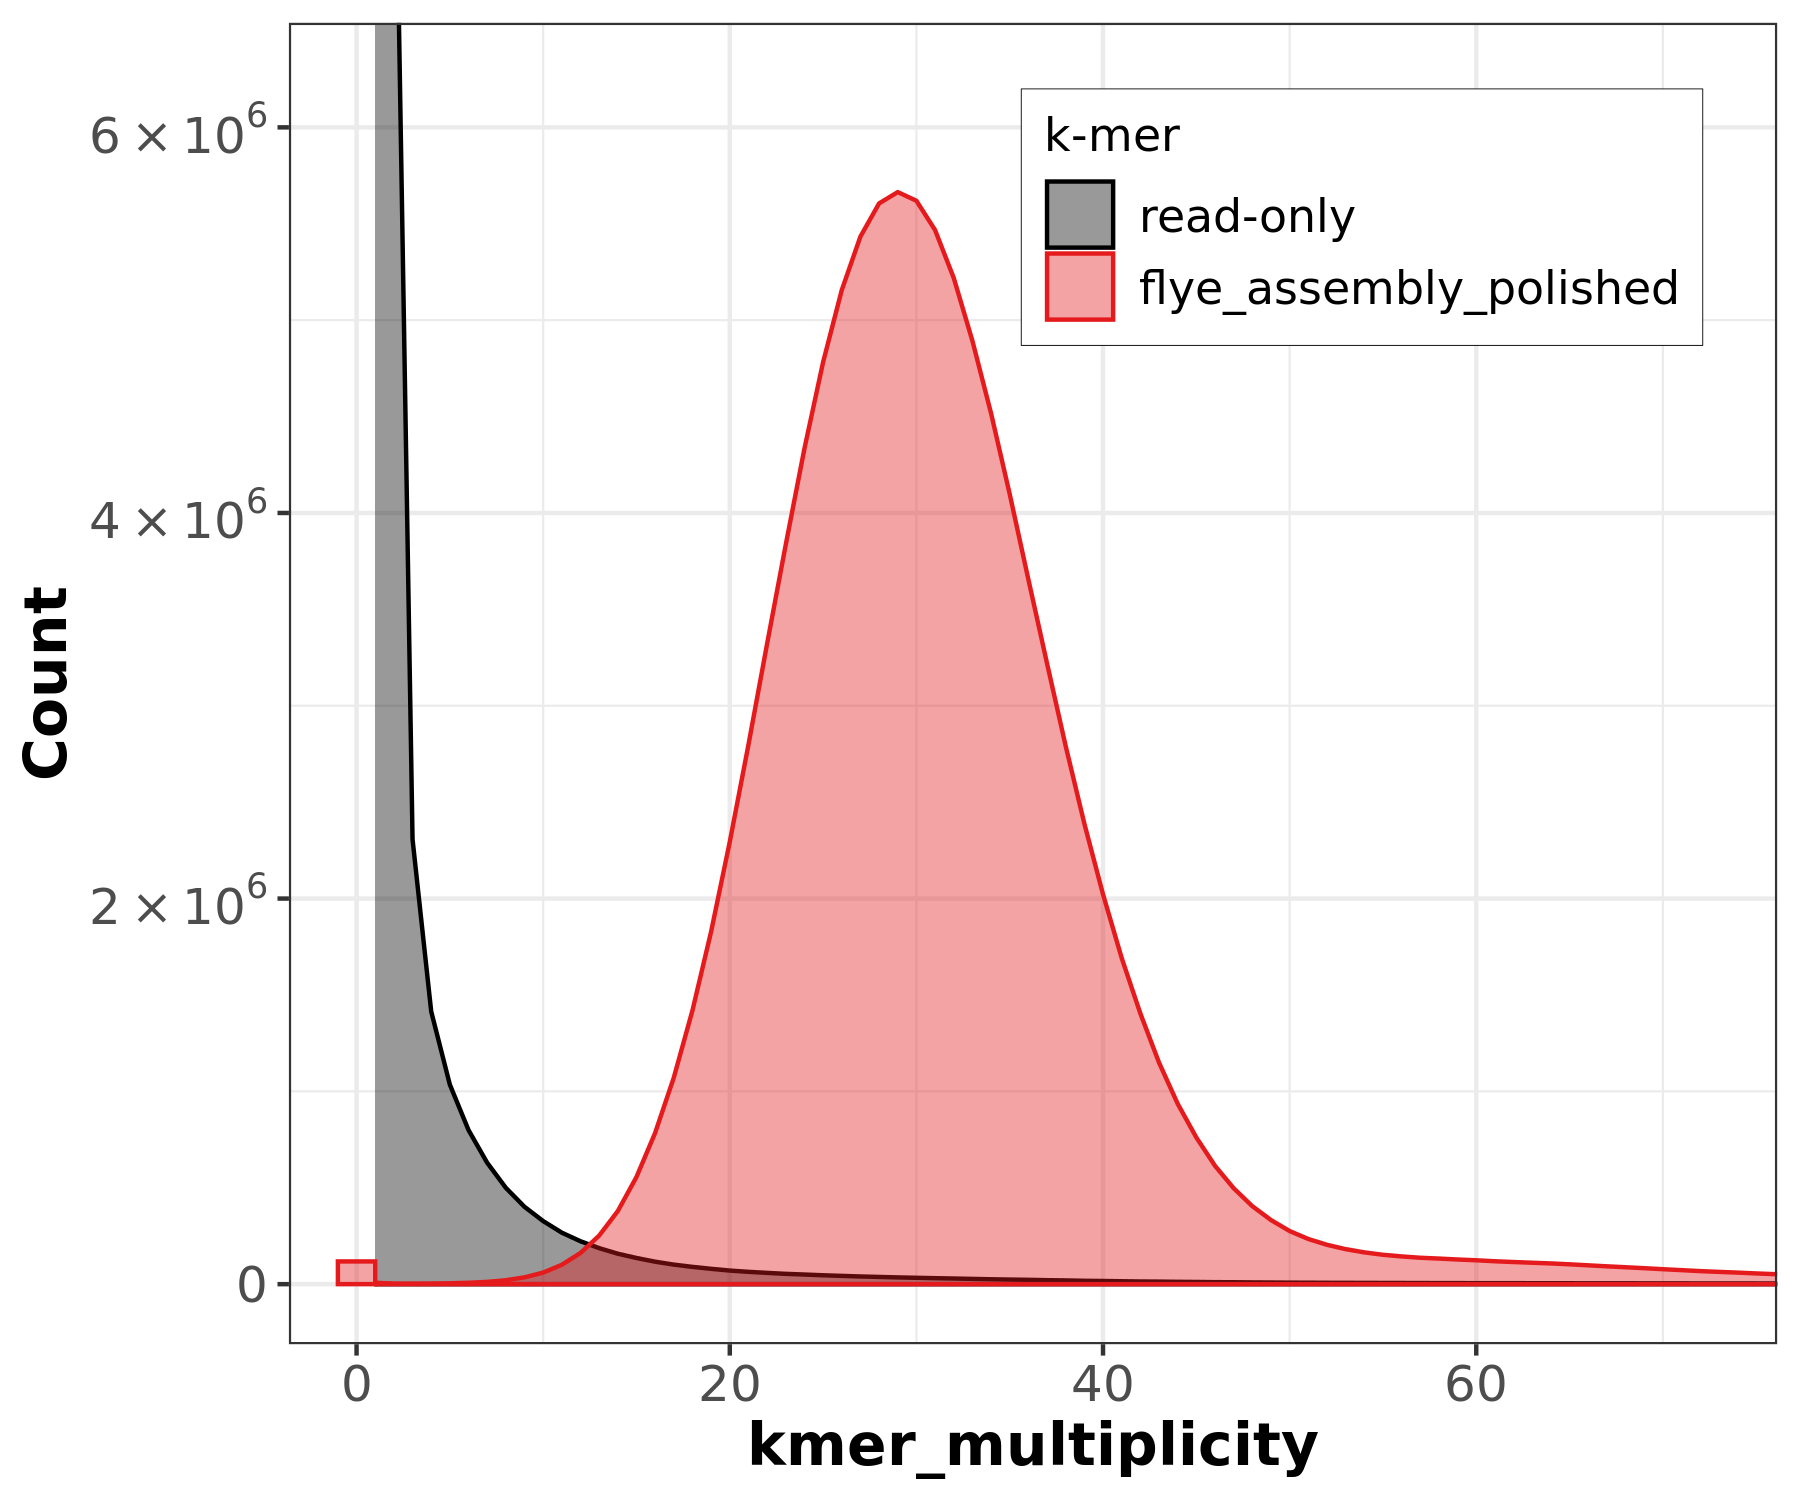 6 × 10⁶
4 × 10⁶
2 × 10⁶
0
Count
k-mer
read-only
flye_assembly_polished
0 20 40 60
kmer_multiplicity